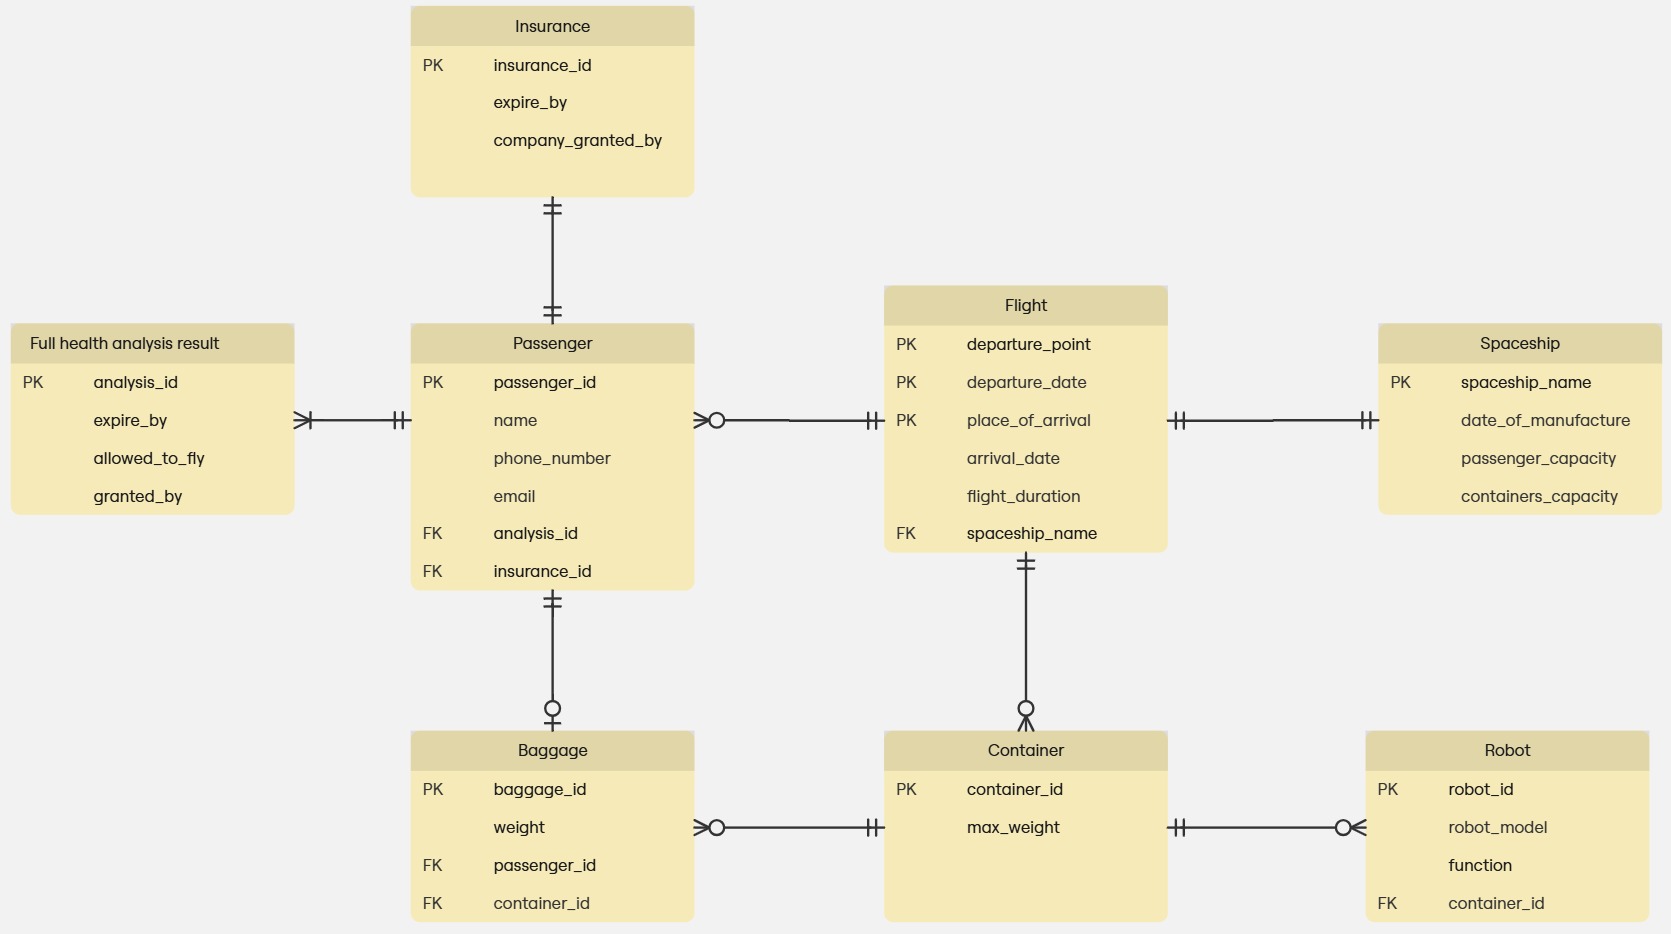 Insurance
PK insurance_id
expire_by
company_granted_by
Full health analysis result
PK analysis_id
expire_by
allowed_to_fly
granted_by
Passenger
PK passenger_id
name
phone_number
email
FK analysis_id
FK insurance_id
Flight
PK departure_point
PK departure_date
PK place_of_arrival
arrival_date
flight_duration
FK spaceship_name
Spaceship
PK spaceship_name
date_of_manufacture
passenger_capacity
containers_capacity
Baggage
PK baggage_id
weight
FK passenger_id
FK container_id
Container
PK container_id
max_weight
Robot
PK robot_id
robot_model
function
FK container_id